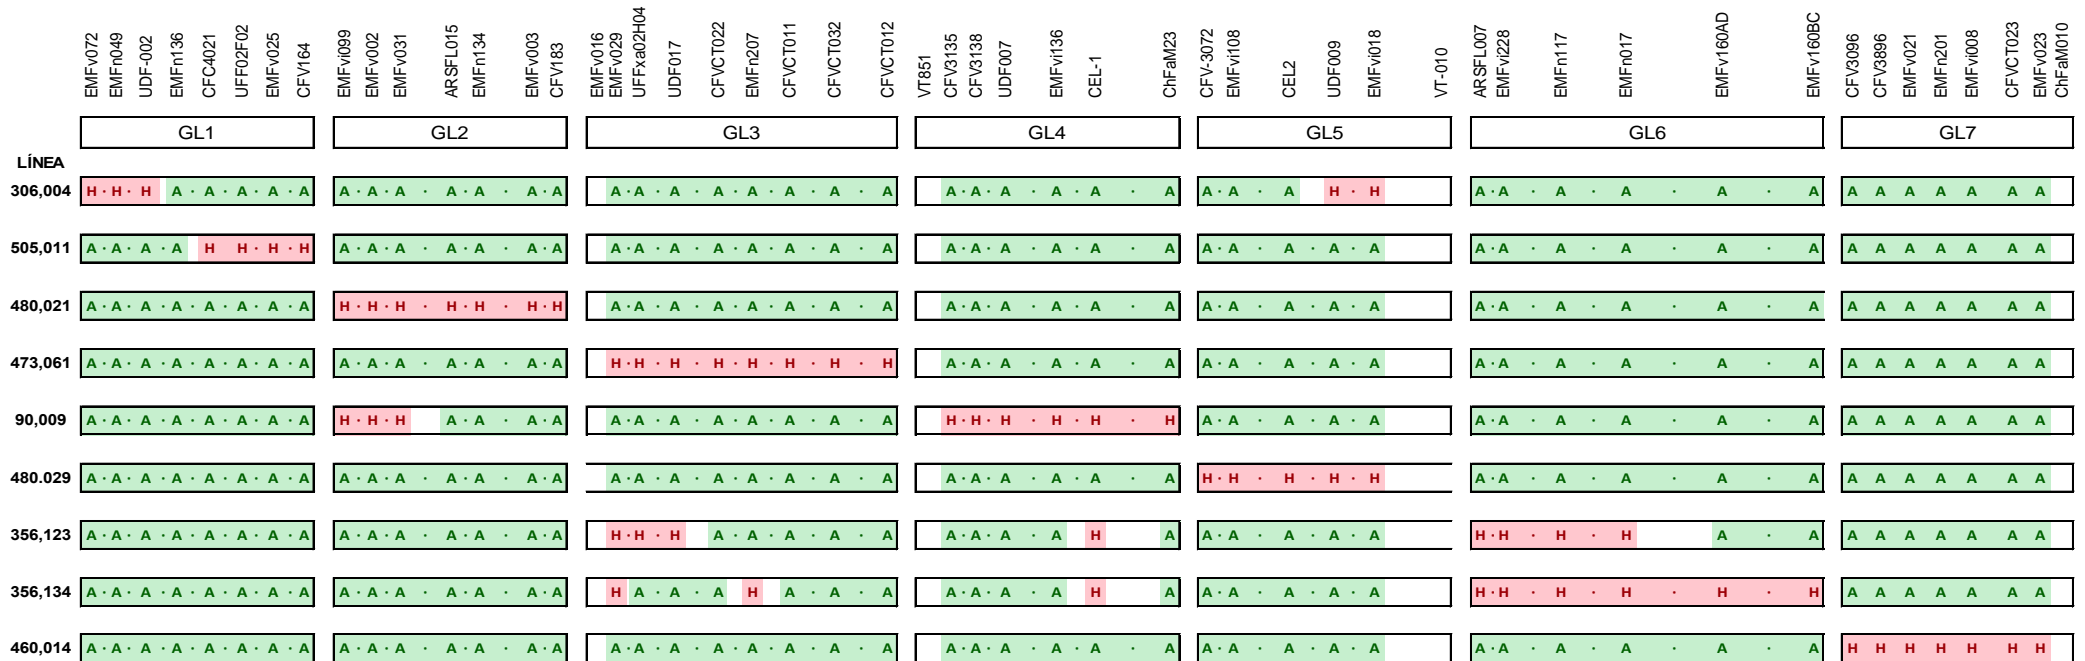 EMFv072 EMFn049 UDF-002 EMFn136 CFC4021 UFF02F02 EMFv025 CFV164 EMFvi099 EMFv002 EMFv031 ARSFL015 EMFn134 EMFv003 CFV183 EMFv016 EMFv029 UFFxa02H04 UDF017 CFVCT022 EMFn207 CFVCT011 CFVCT032 CFVCT012 VT851 CFV3135 CFV3138 UDF007 EMFvi136 CEL-1 ChFaM23 CFV-3072 EMFvi108 CEL2 UDF009 EMFvi018 VT-010 ARSFL007 EMFvi228 EMFn117 EMFn017 EMFv160AD EMFv160BC CFV3096 CFV3896 EMFv021 EMFn201 EMFvi008 CFVCT023 EMFv023 ChFaM010
GL1 GL2 GL3 GL4 GL5 GL6 GL7
LÍNEA
306,004 H · H · H A · A · A · A · A A · A · A · A · A · A · A A · A · A · A · A · A · A · A A · A · A · A · A · A A · A · A H · H A · A · A · A · A · A A A A A A A A
505,011 A · A · A · A H H · H · H A · A · A · A · A · A · A A · A · A · A · A · A · A · A A · A · A · A · A · A A · A · A · A · A A · A · A · A · A · A A A A A A A A
480,021 A · A · A · A · A · A · A · A H · H · H · H · H · H · H A · A · A · A · A · A · A · A A · A · A · A · A · A A · A · A · A · A A · A · A · A · A · A A A A A A A A
473,061 A · A · A · A · A · A · A · A A · A · A · A · A · A · A H · H · H · H · H · H · H · H A · A · A · A · A · A A · A · A · A · A A · A · A · A · A · A A A A A A A A
90,009 A · A · A · A · A · A · A · A H · H · H A · A · A · A A · A · A · A · A · A · A · A H · H · H · H · H · H A · A · A · A · A A · A · A · A · A · A A A A A A A A
480.029 A · A · A · A · A · A · A · A A · A · A · A · A · A · A A · A · A · A · A · A · A · A A · A · A · A · A · A H · H · H · H · H A · A · A · A · A · A A A A A A A A
356,123 A · A · A · A · A · A · A · A A · A · A · A · A · A · A H · H · H A · A · A · A · A A · A · A · A H A A · A · A · A · A H · H · H · H A · A A A A A A A A
356,134 A · A · A · A · A · A · A · A A · A · A · A · A · A · A H A · A · A H A · A · A A · A · A · A H A A · A · A · A · A H · H · H · H · H · H A A A A A A A
460,014 A · A · A · A · A · A · A · A A · A · A · A · A · A · A A · A · A · A · A · A · A · A A · A · A · A · A · A A · A · A · A · A A · A · A · A · A · A H H H H H H H